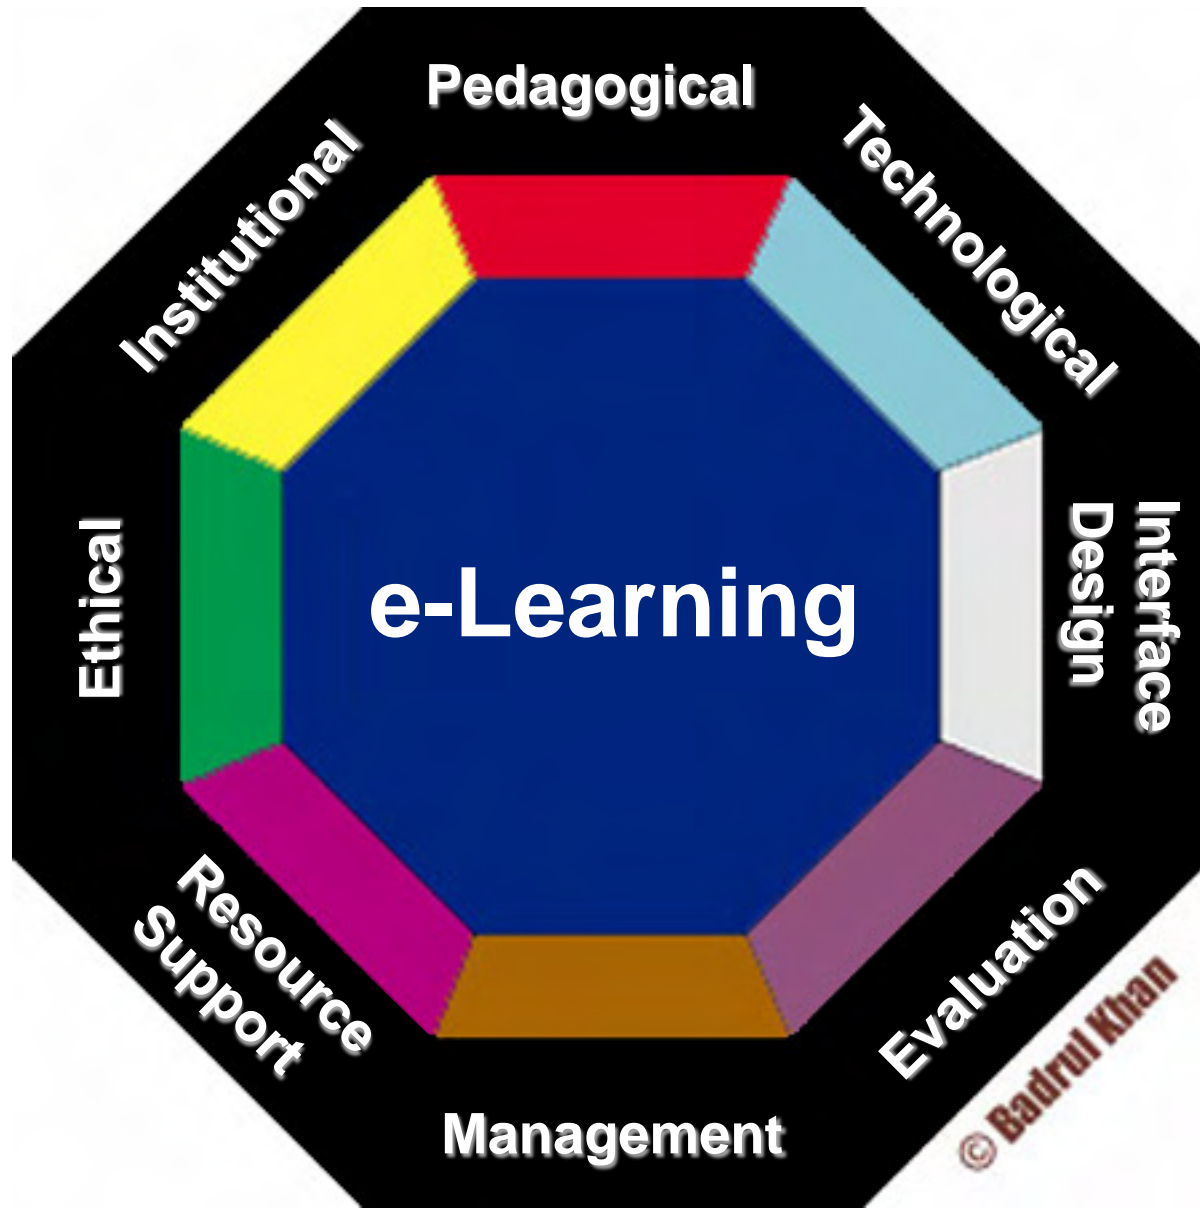 Pedagogical
Technological
Interface
Design
Evaluation
Management
Resource
Support
Ethical
Institutional
e-Learning
© Badrul Khan